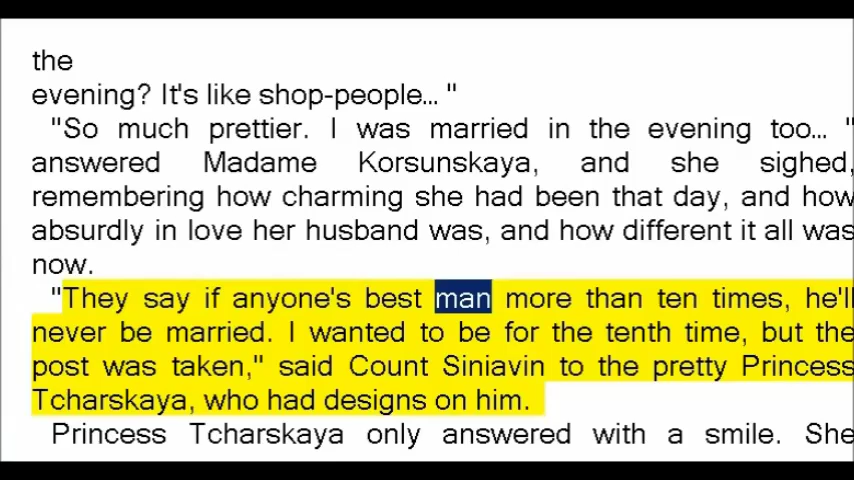 the
evening? It's like shop-people... "
"So much prettier. I was married in the evening too... "
answered Madame Korsunskaya, and she sighed,
remembering how charming she had been that day, and how
absurdly in love her husband was, and how different it all was
now.
"They say if anyone's best man more than ten times, he'll
never be married. I wanted to be for the tenth time, but the
post was taken," said Count Siniavin to the pretty Princess
Tcharskaya, who had designs on him.
Princess Tcharskaya only answered with a smile. She